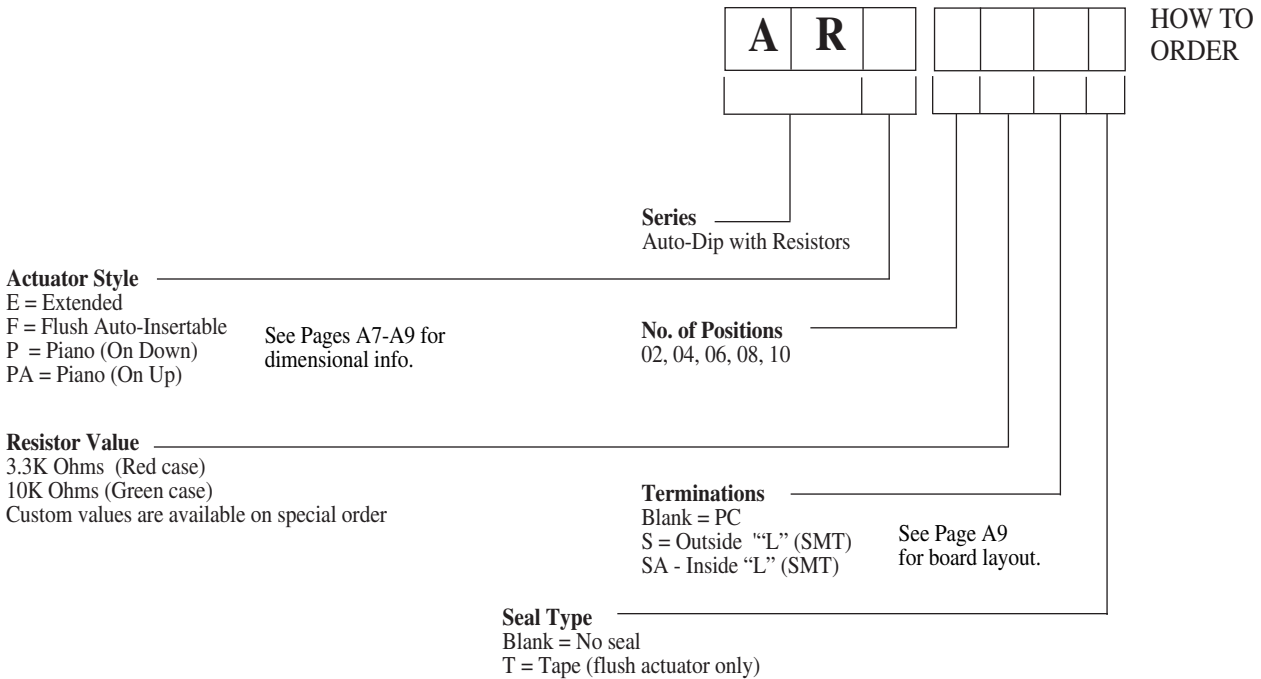 A R
HOW TO
ORDER
Series
Auto-Dip with Resistors
Actuator Style
E = Extended
F = Flush Auto-Insertable
P = Piano (On Down)
PA = Piano (On Up)
See Pages A7-A9 for
dimensional info.
No. of Positions
02, 04, 06, 08, 10
Resistor Value
3.3K Ohms (Red case)
10K Ohms (Green case)
Custom values are available on special order
Terminations
Blank = PC
S = Outside '“L” (SMT)
SA - Inside “L” (SMT)
See Page A9
for board layout.
Seal Type
Blank = No seal
T = Tape (flush actuator only)